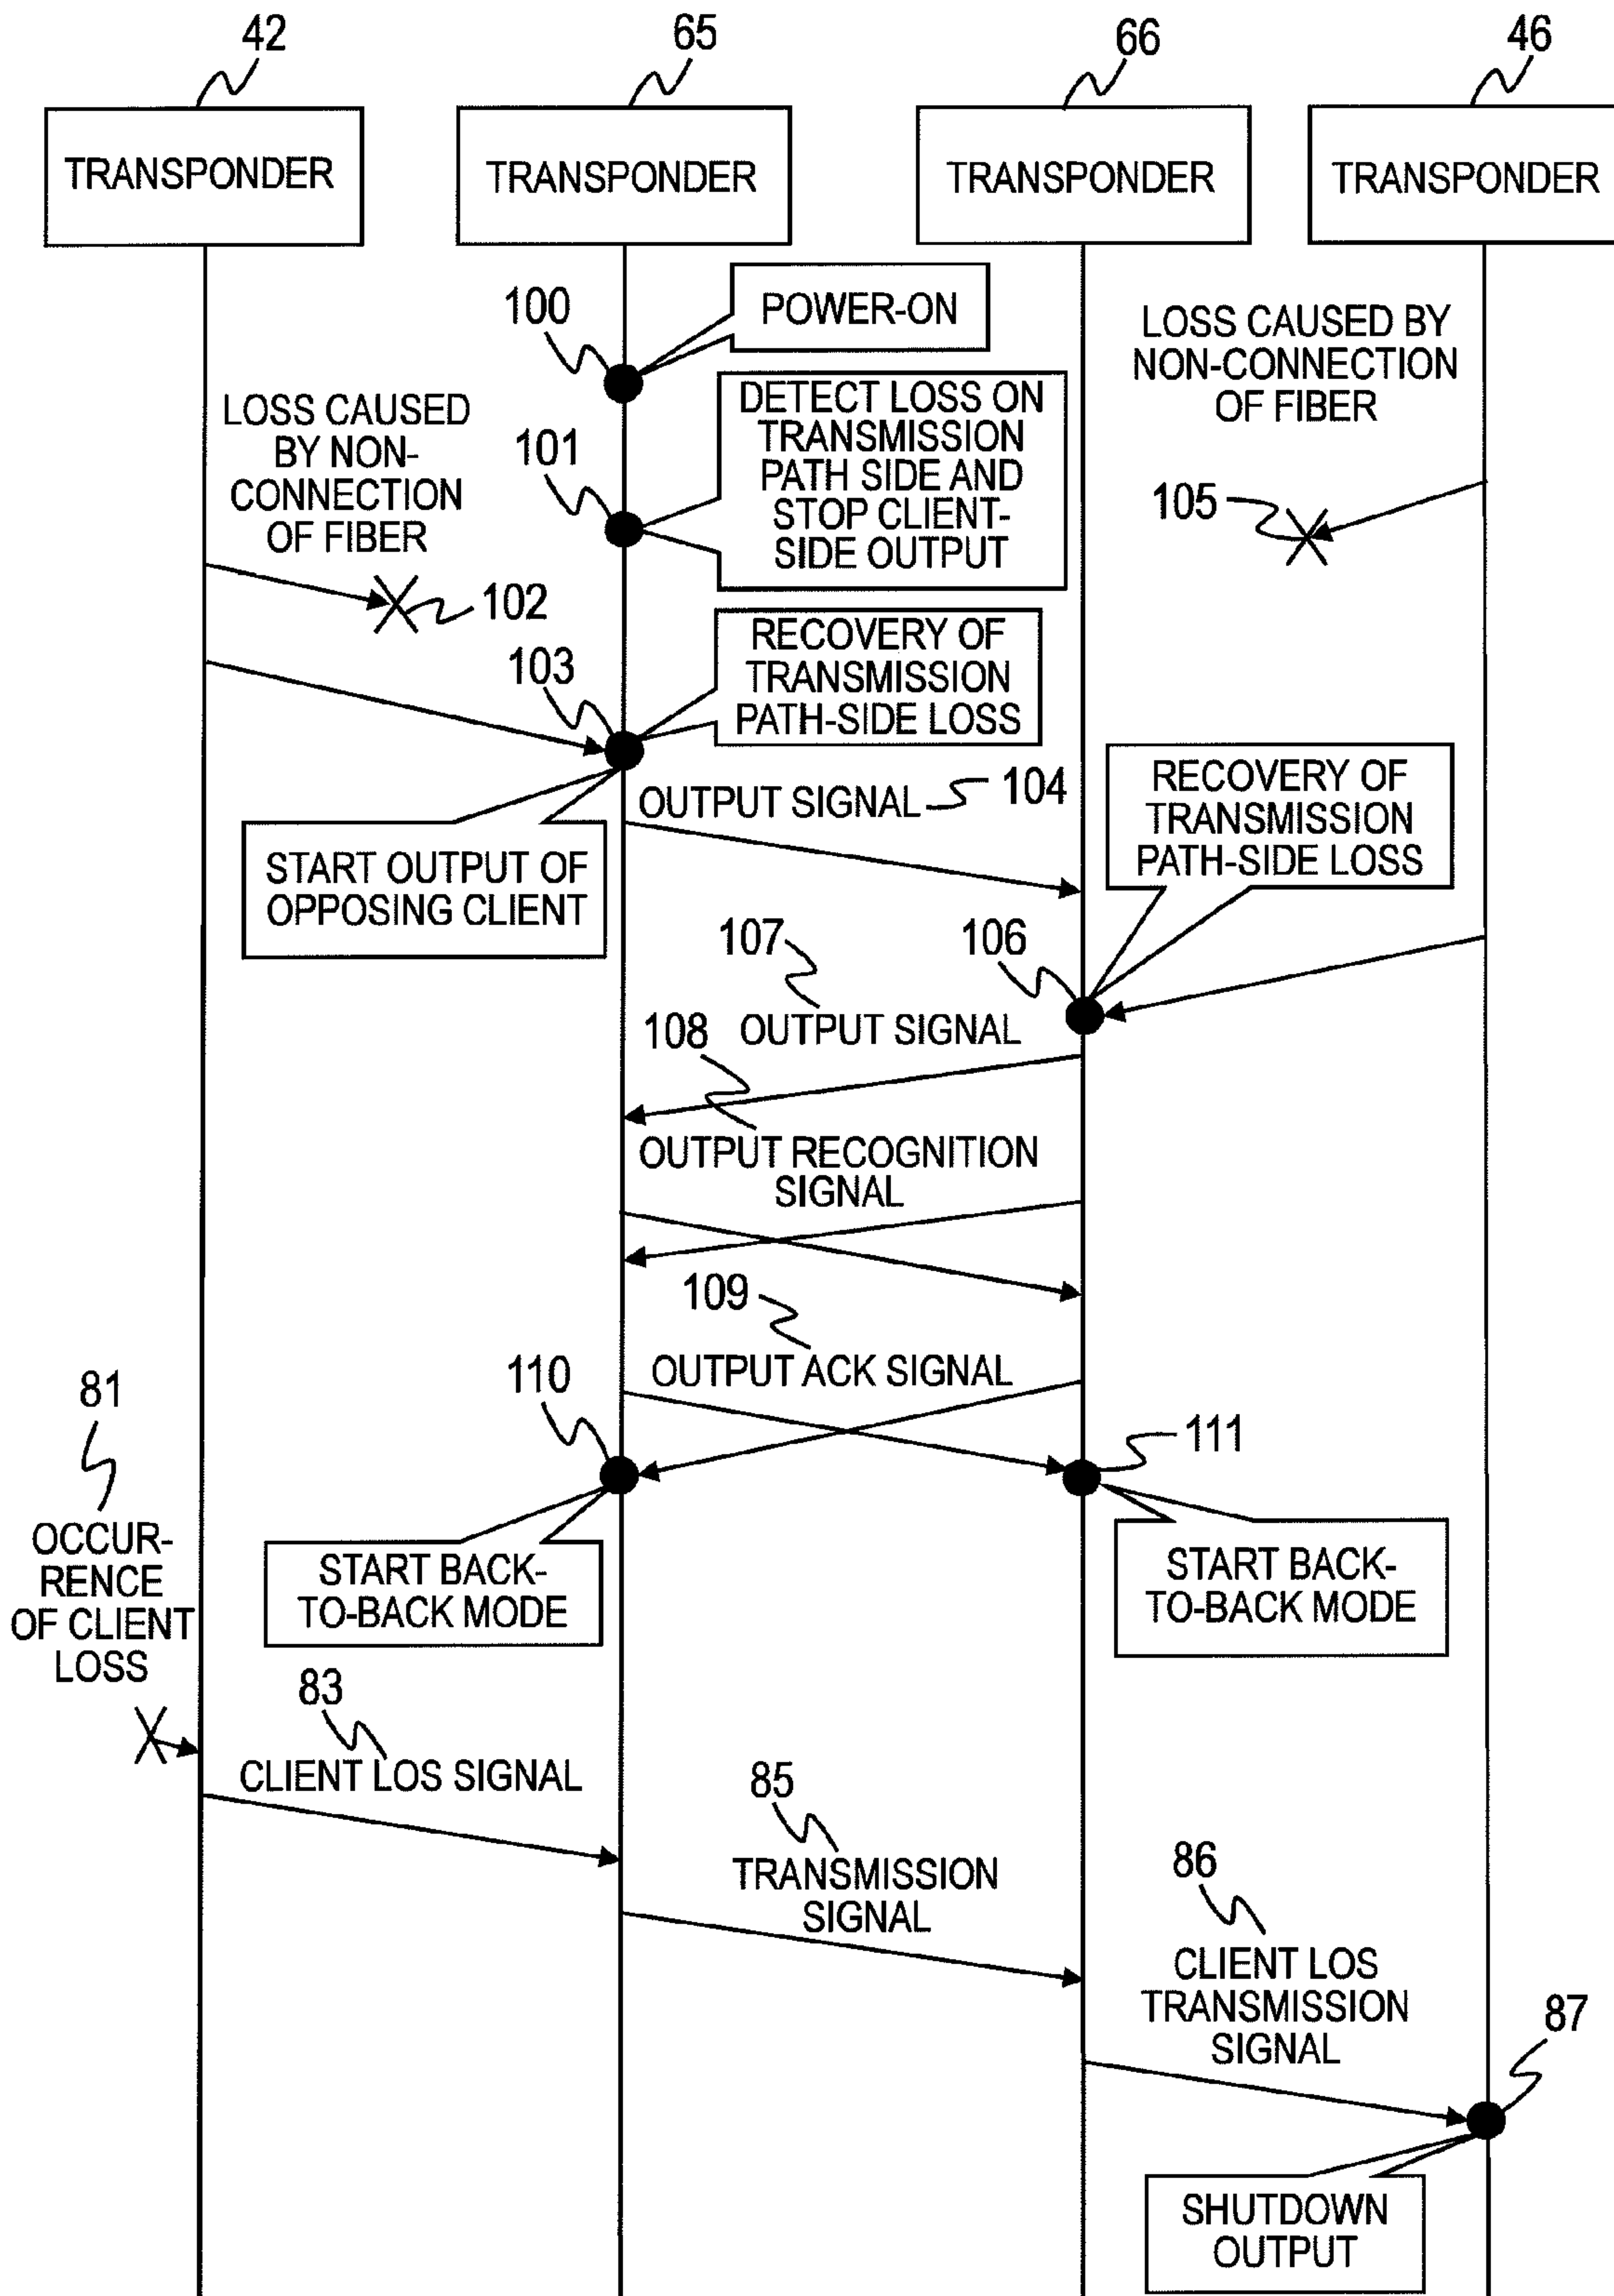 42
65
66
46
TRANSPONDER
TRANSPONDER
TRANSPONDER
TRANSPONDER
100
POWER-ON
LOSS CAUSED BY
NON-CONNECTION
OF FIBER
LOSS CAUSED
BY NON-
CONNECTION
OF FIBER
101
DETECT LOSS ON
TRANSMISSION
PATH SIDE AND
STOP CLIENT-
SIDE OUTPUT
105
102
103
RECOVERY OF
TRANSMISSION
PATH-SIDE LOSS
OUTPUT SIGNAL
104
RECOVERY OF
TRANSMISSION
PATH-SIDE LOSS
START OUTPUT OF
OPPOSING CLIENT
107
106
OUTPUT SIGNAL
108
OUTPUT RECOGNITION
SIGNAL
109
OUTPUT ACK SIGNAL
110
111
81
OCCUR-
RENCE
OF CLIENT
LOSS
START BACK-
TO-BACK MODE
START BACK-
TO-BACK MODE
83
CLIENT LOS SIGNAL
85
TRANSMISSION
SIGNAL
86
CLIENT LOS
TRANSMISSION
SIGNAL
87
SHUTDOWN
OUTPUT